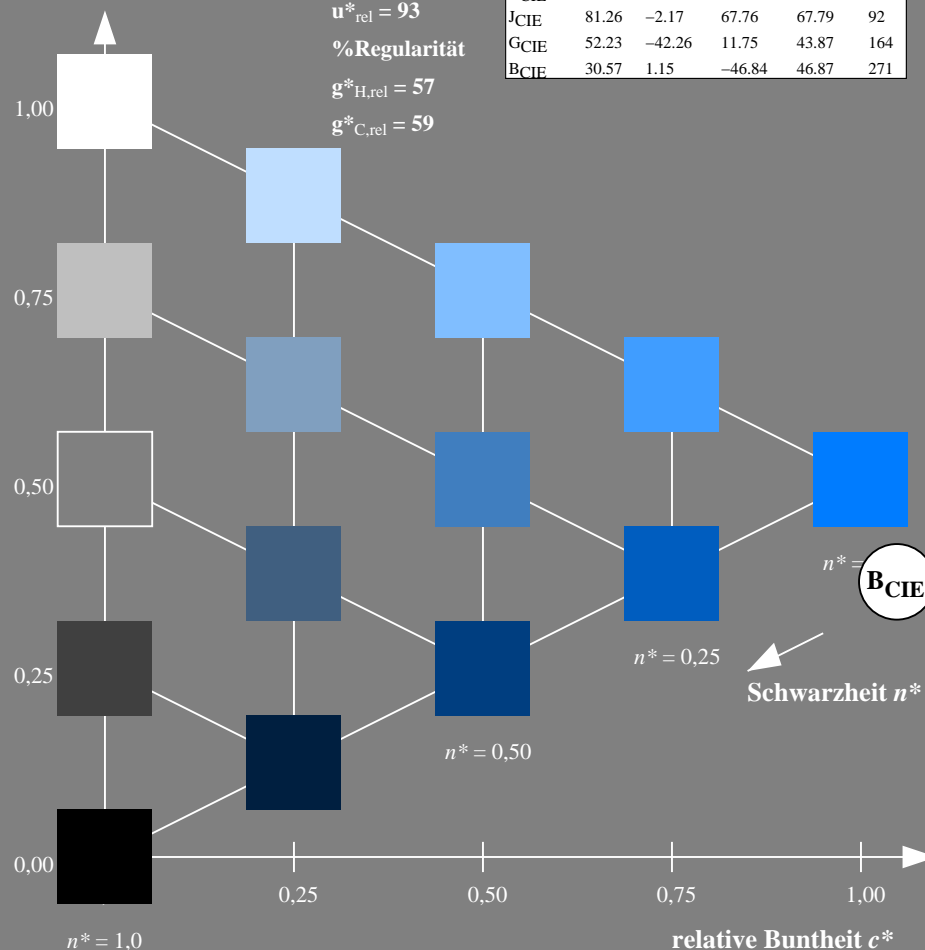 u*rel = 93
%Regularität
g*H,rel = 57
g*C,rel = 59
CIE
JCIE 81.26 −2.17 67.76 67.79 92
GCIE 52.23 −42.26 11.75 43.87 164
BCIE 30.57 1.15 −46.84 46.87 271
1,00
0,75
0,50
0,25
0,00
n* =
BCIE
n* = 0,25
Schwarzheit n*
n* = 0,50
0,25 0,50 0,75 1,00
n* = 1,0
relative Buntheit c*